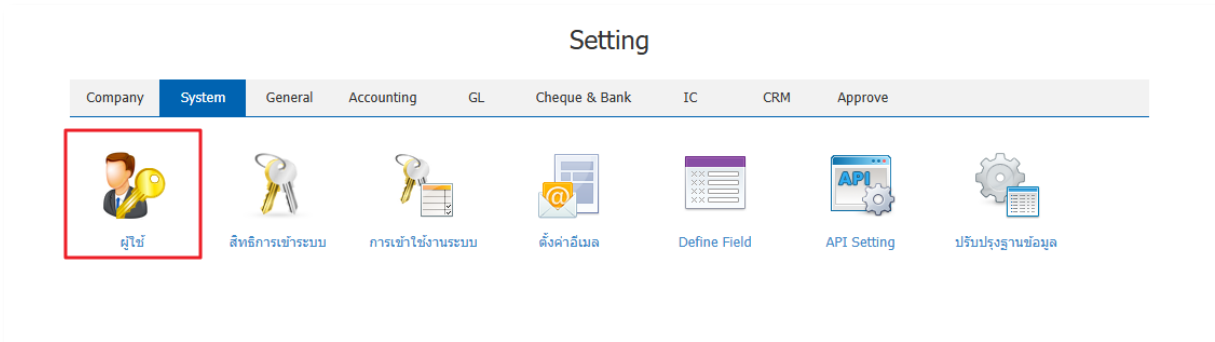 Setting
Company System General Accounting GL Cheque & Bank IC CRM Approve
API
ผู้ใช้ สิทธิการเข้าระบบ การเข้าใช้งานระบบ ตั้งค่าอีเมล Define Field API Setting ปรับปรุงฐานข้อมูล